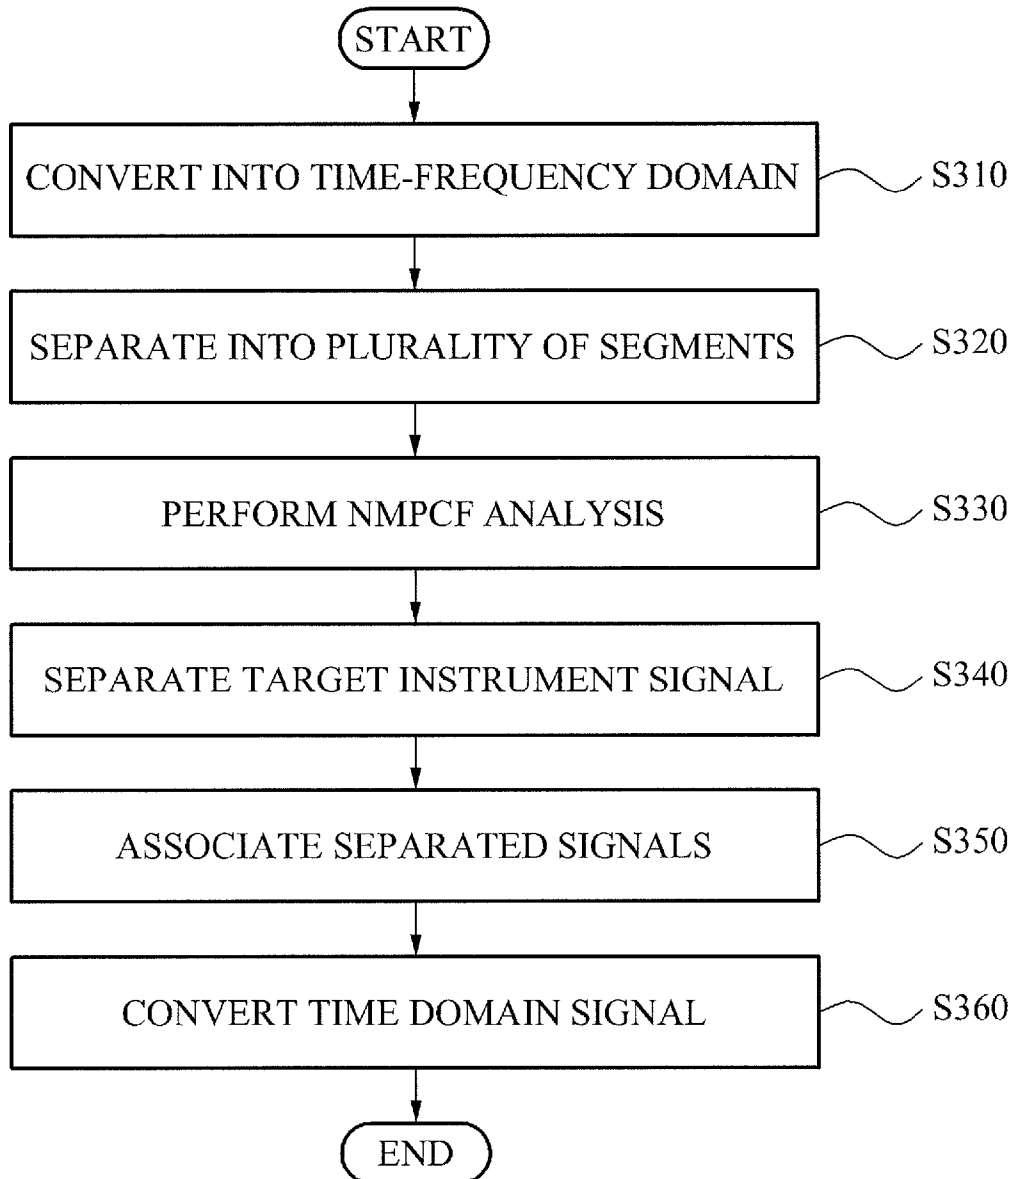 START
CONVERT INTO TIME-FREQUENCY DOMAIN
S310
SEPARATE INTO PLURALITY OF SEGMENTS
S320
PERFORM NMPCF ANALYSIS
S330
SEPARATE TARGET INSTRUMENT SIGNAL
S340
ASSOCIATE SEPARATED SIGNALS
S350
CONVERT TIME DOMAIN SIGNAL
S360
END